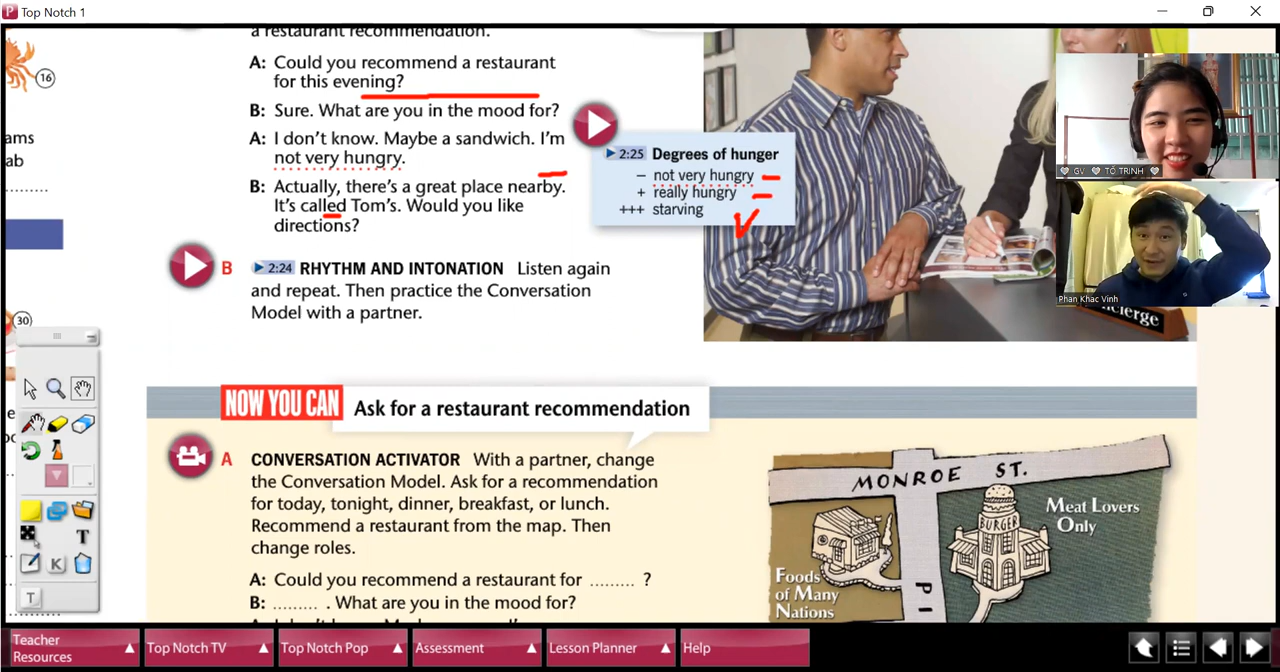 Top Notch 1
a restaurant recommendation.
A: Could you recommend a restaurant
for this evening?
B: Sure. What are you in the mood for?
A: I don't know. Maybe a sandwich. I'm
not very hungry.
B: Actually, there's a great place nearby.
It's called Tom's. Would you like
directions?
2:25 Degrees of hunger
– not very hungry
+ really hungry
+++ starving
16
ams
ab
B 2:24 RHYTHM AND INTONATION Listen again
and repeat. Then practice the Conversation
Model with a partner.
30
GV TỐ TRINH
Phan Khac Vinh
cierge
NOW YOU CAN Ask for a restaurant recommendation
A CONVERSATION ACTIVATOR With a partner, change
the Conversation Model. Ask for a recommendation
for today, tonight, dinner, breakfast, or lunch.
Recommend a restaurant from the map. Then
change roles.
A: Could you recommend a restaurant for ......... ?
B: ......... . What are you in the mood for?
MONROE ST.
BURGER
Meat Lovers
Only
Foods
of Many
Nations
PI
T
K
T
Teacher
Resources
Top Notch TV
Top Notch Pop
Assessment
Lesson Planner
Help